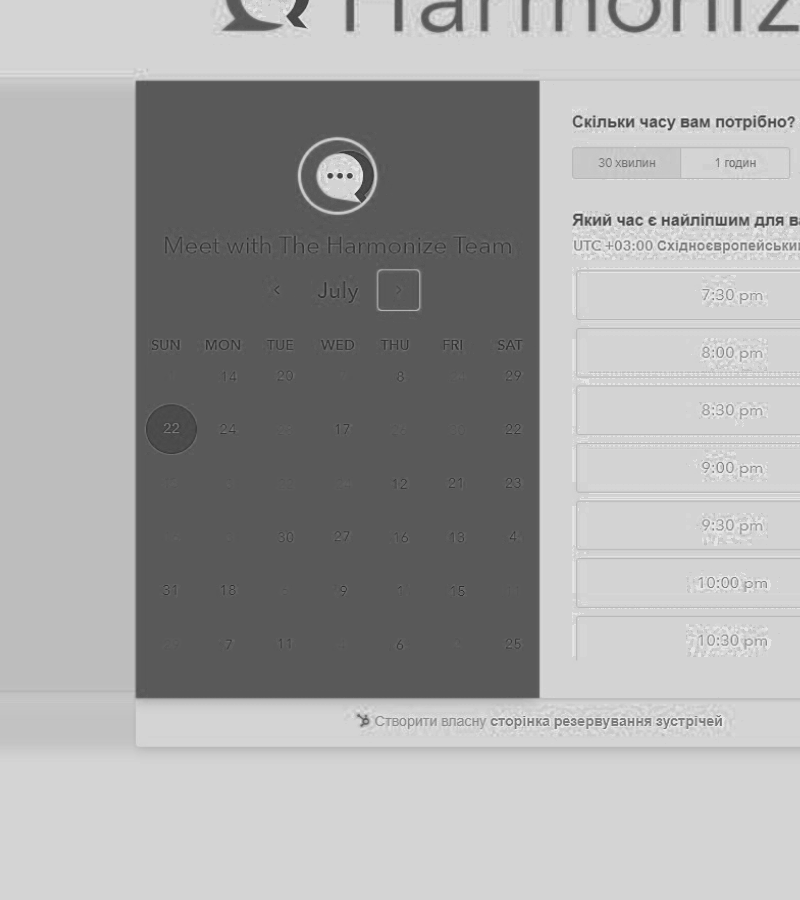 Harmoniz
Meet with The Harmonize Team
July
SUN MON TUE WED THU FRI SAT
14 20 8 29
22 24 17 22
12 21 23
30 27 16 13 4
31 18 9 15
7 11 6 25
Скільки часу вам потрібно?
30 хвилин 1 годин
Який час є найліпшим для ва
UTC +03:00 Східноєвропейськи
7:30 pm
8:00 pm
8:30 pm
9:00 pm
9:30 pm
10:00 pm
10:30 pm
Створити власну сторінка резервування зустрічей